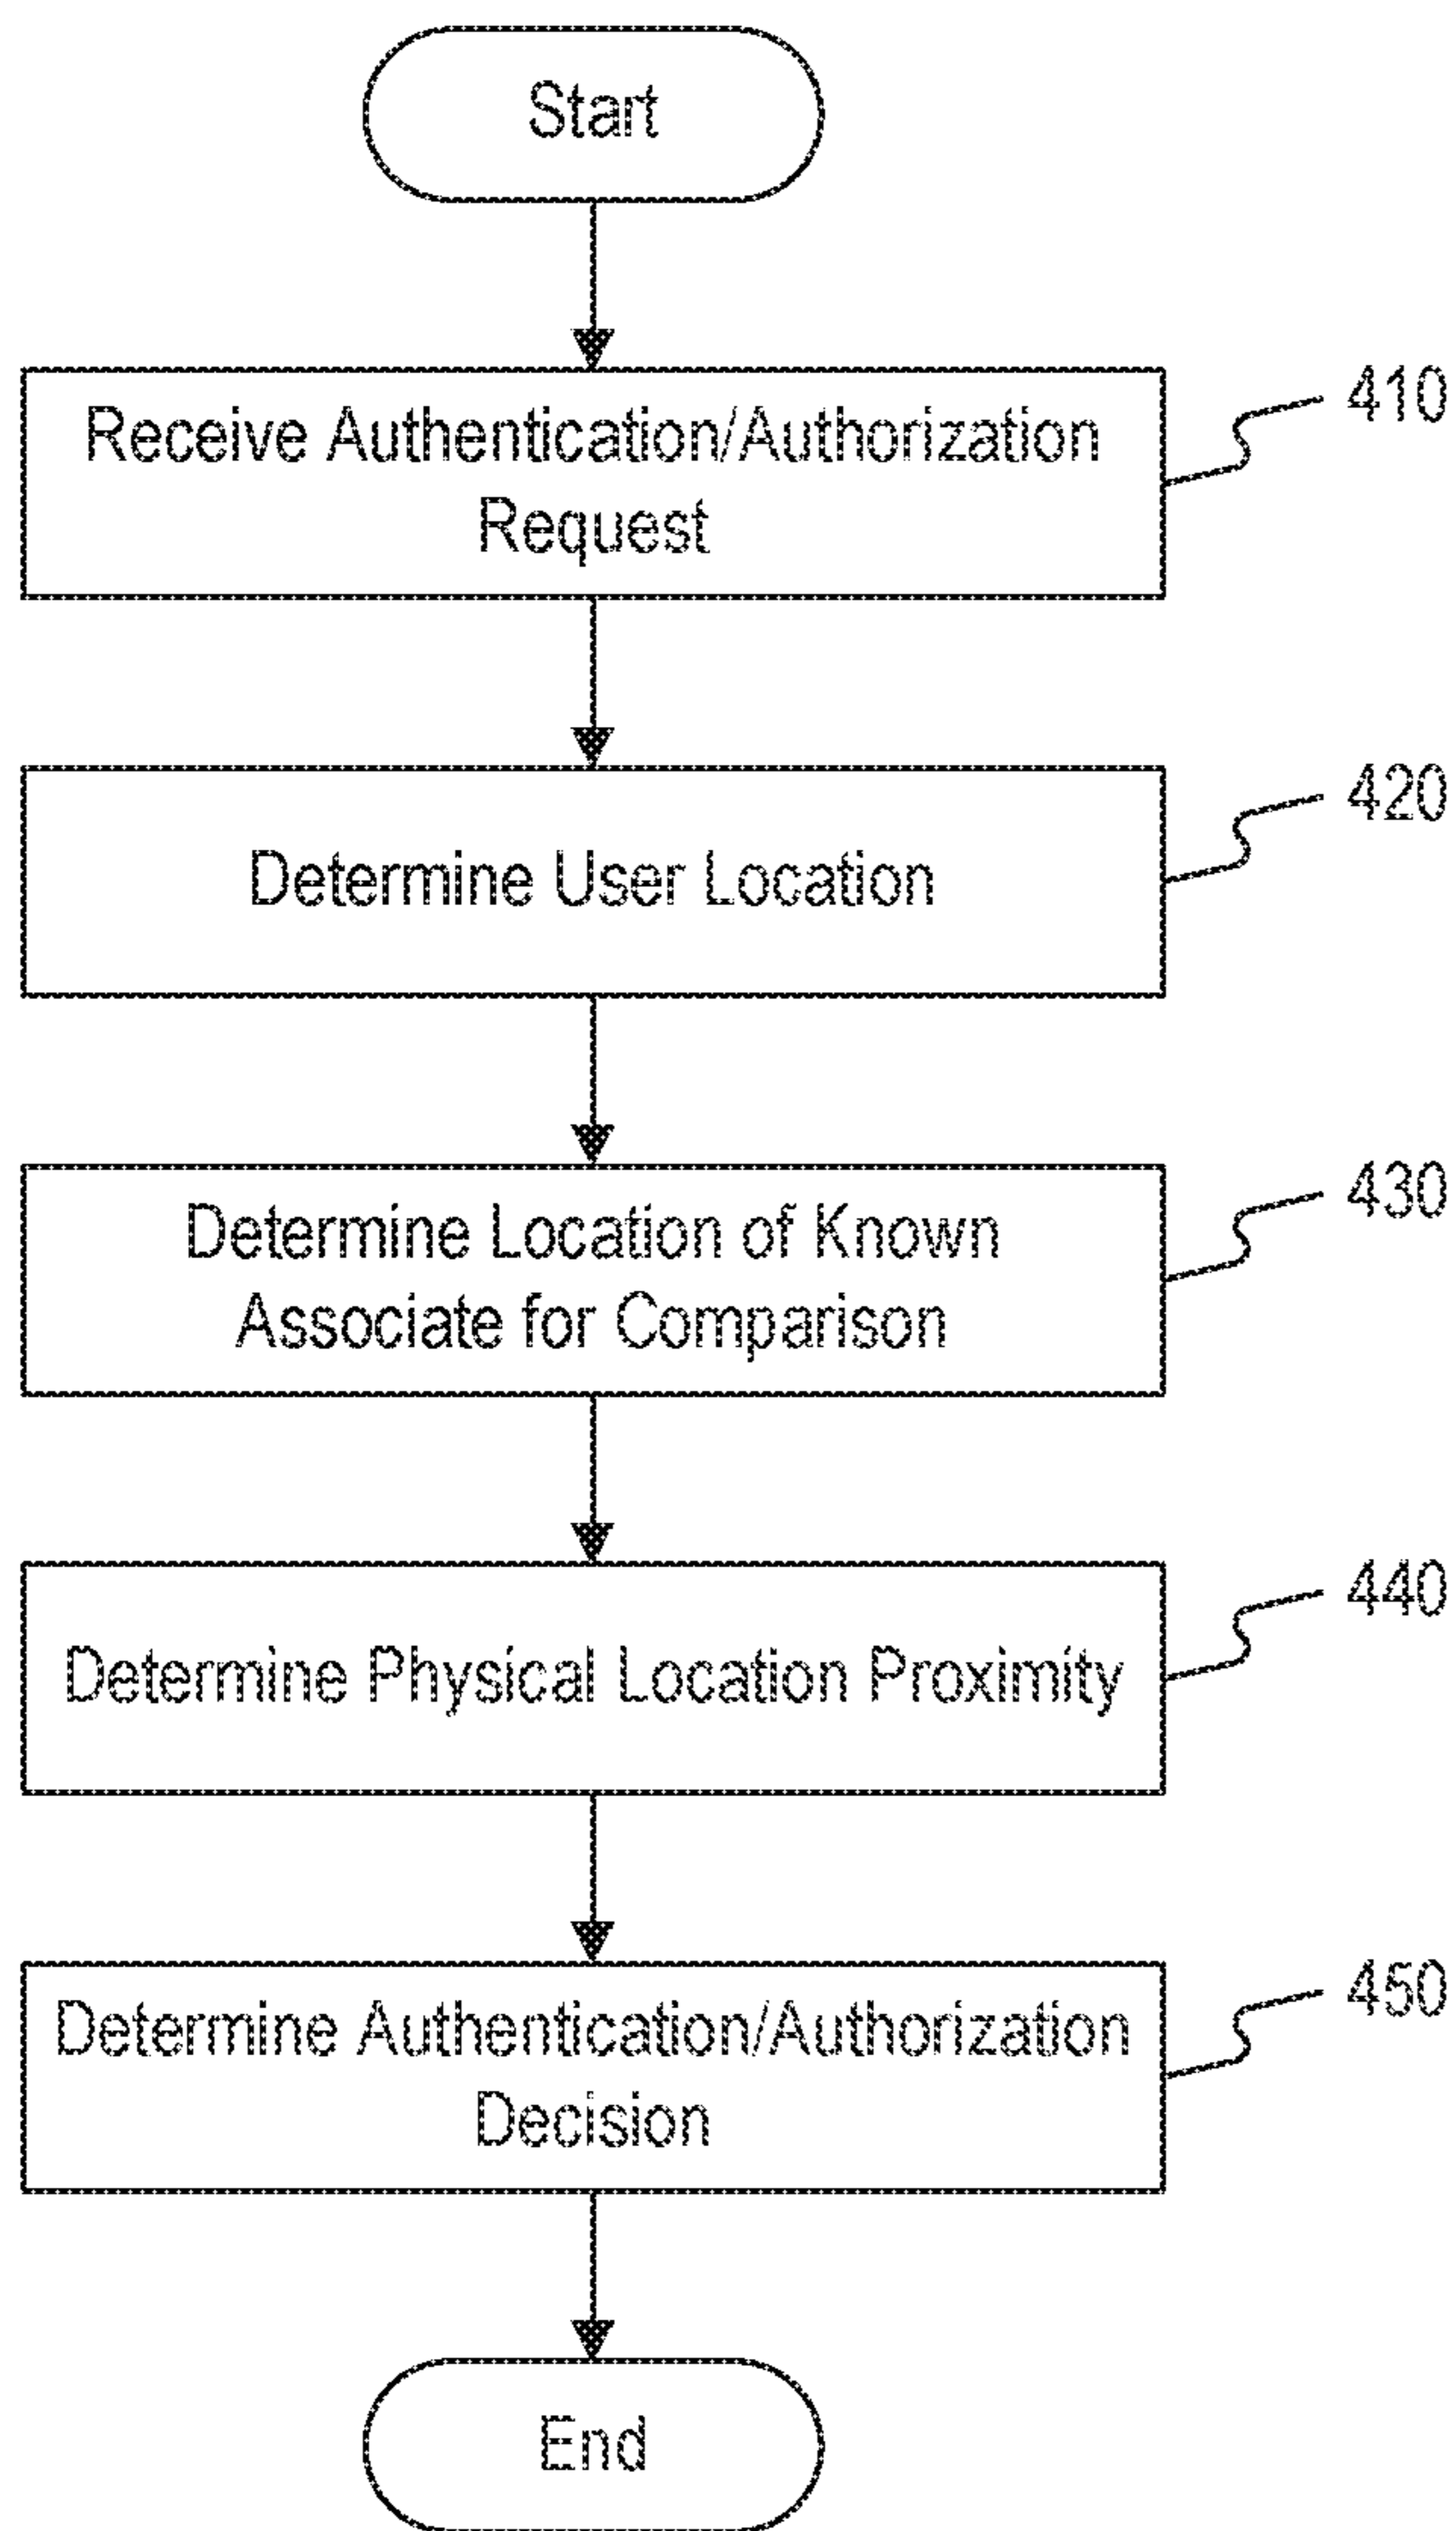 Start
Receive Authentication/Authorization
Request
410
Determine User Location
420
Determine Location of Known
Associate for Comparison
430
Determine Physical Location Proximity
440
Determine Authentication/Authorization
Decision
450
End